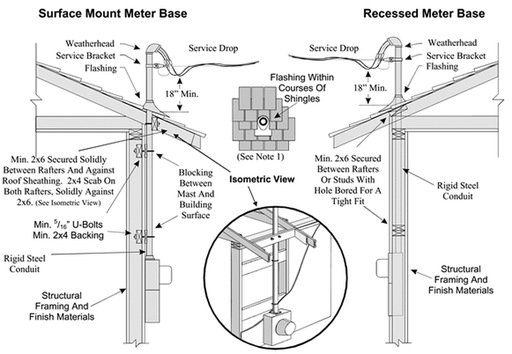 Surface Mount Meter Base
Recessed Meter Base
Weatherhead
Service Bracket
Flashing
Service Drop
18” Min.
Flashing Within
Courses Of
Shingles
(See Note 1)
Service Drop
Weatherhead
Service Bracket
Flashing
18” Min.
Min. 2x6 Secured Solidly
Between Rafters And Against
Roof Sheathing. 2x4 Scab On
Both Rafters, Solidly Against
2x6. (See Isometric View)
Min. 5/16” U-Bolts
Min. 2x4 Backing
Rigid Steel
Conduit
Structural
Framing And
Finish Materials
Blocking
Between
Mast And
Building
Surface
Isometric View
Min. 2x6 Secured
Between Rafters
Or Studs With
Hole Bored For A
Tight Fit
Rigid Steel
Conduit
Structural
Framing And
Finish Materials